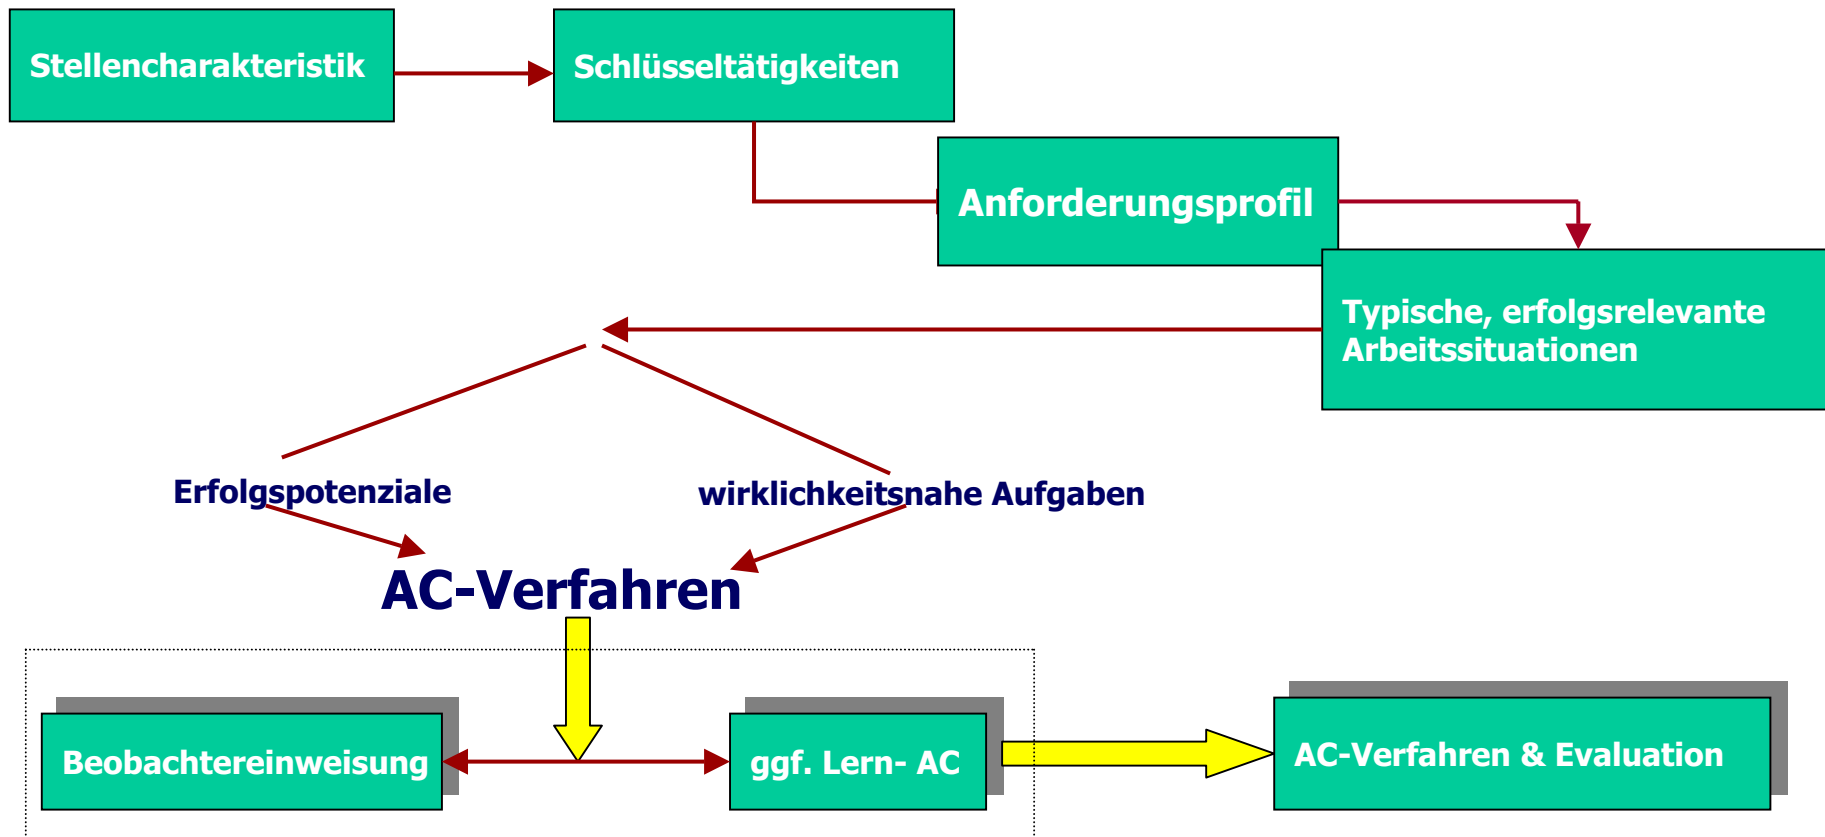 Stellencharakteristik
Schlüsseltätigkeiten
Anforderungsprofil
Typische, erfolgsrelevante
Arbeitssituationen
Erfolgspotenziale
wirklichkeitsnahe Aufgaben
AC-Verfahren
Beobachtereinweisung
ggf. Lern- AC
AC-Verfahren & Evaluation